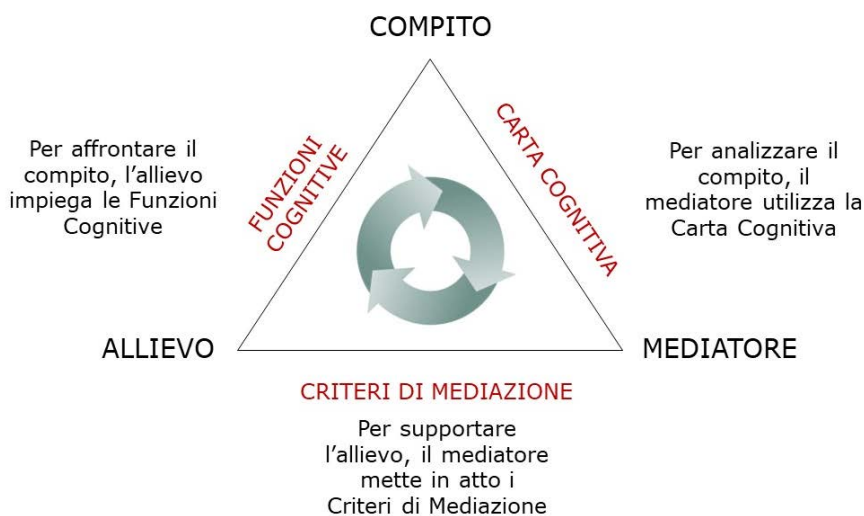 COMPITO
Per affrontare il
compito, l’allievo
impiega le Funzioni
Cognitive
FUNZIONI
COGNITIVE
CARTA COGNITIVA
Per analizzare il
compito, il
mediatore utilizza la
Carta Cognitiva
ALLIEVO
MEDIATORE
CRITERI DI MEDIAZIONE
Per supportare
l’allievo, il mediatore
mette in atto i
Criteri di Mediazione